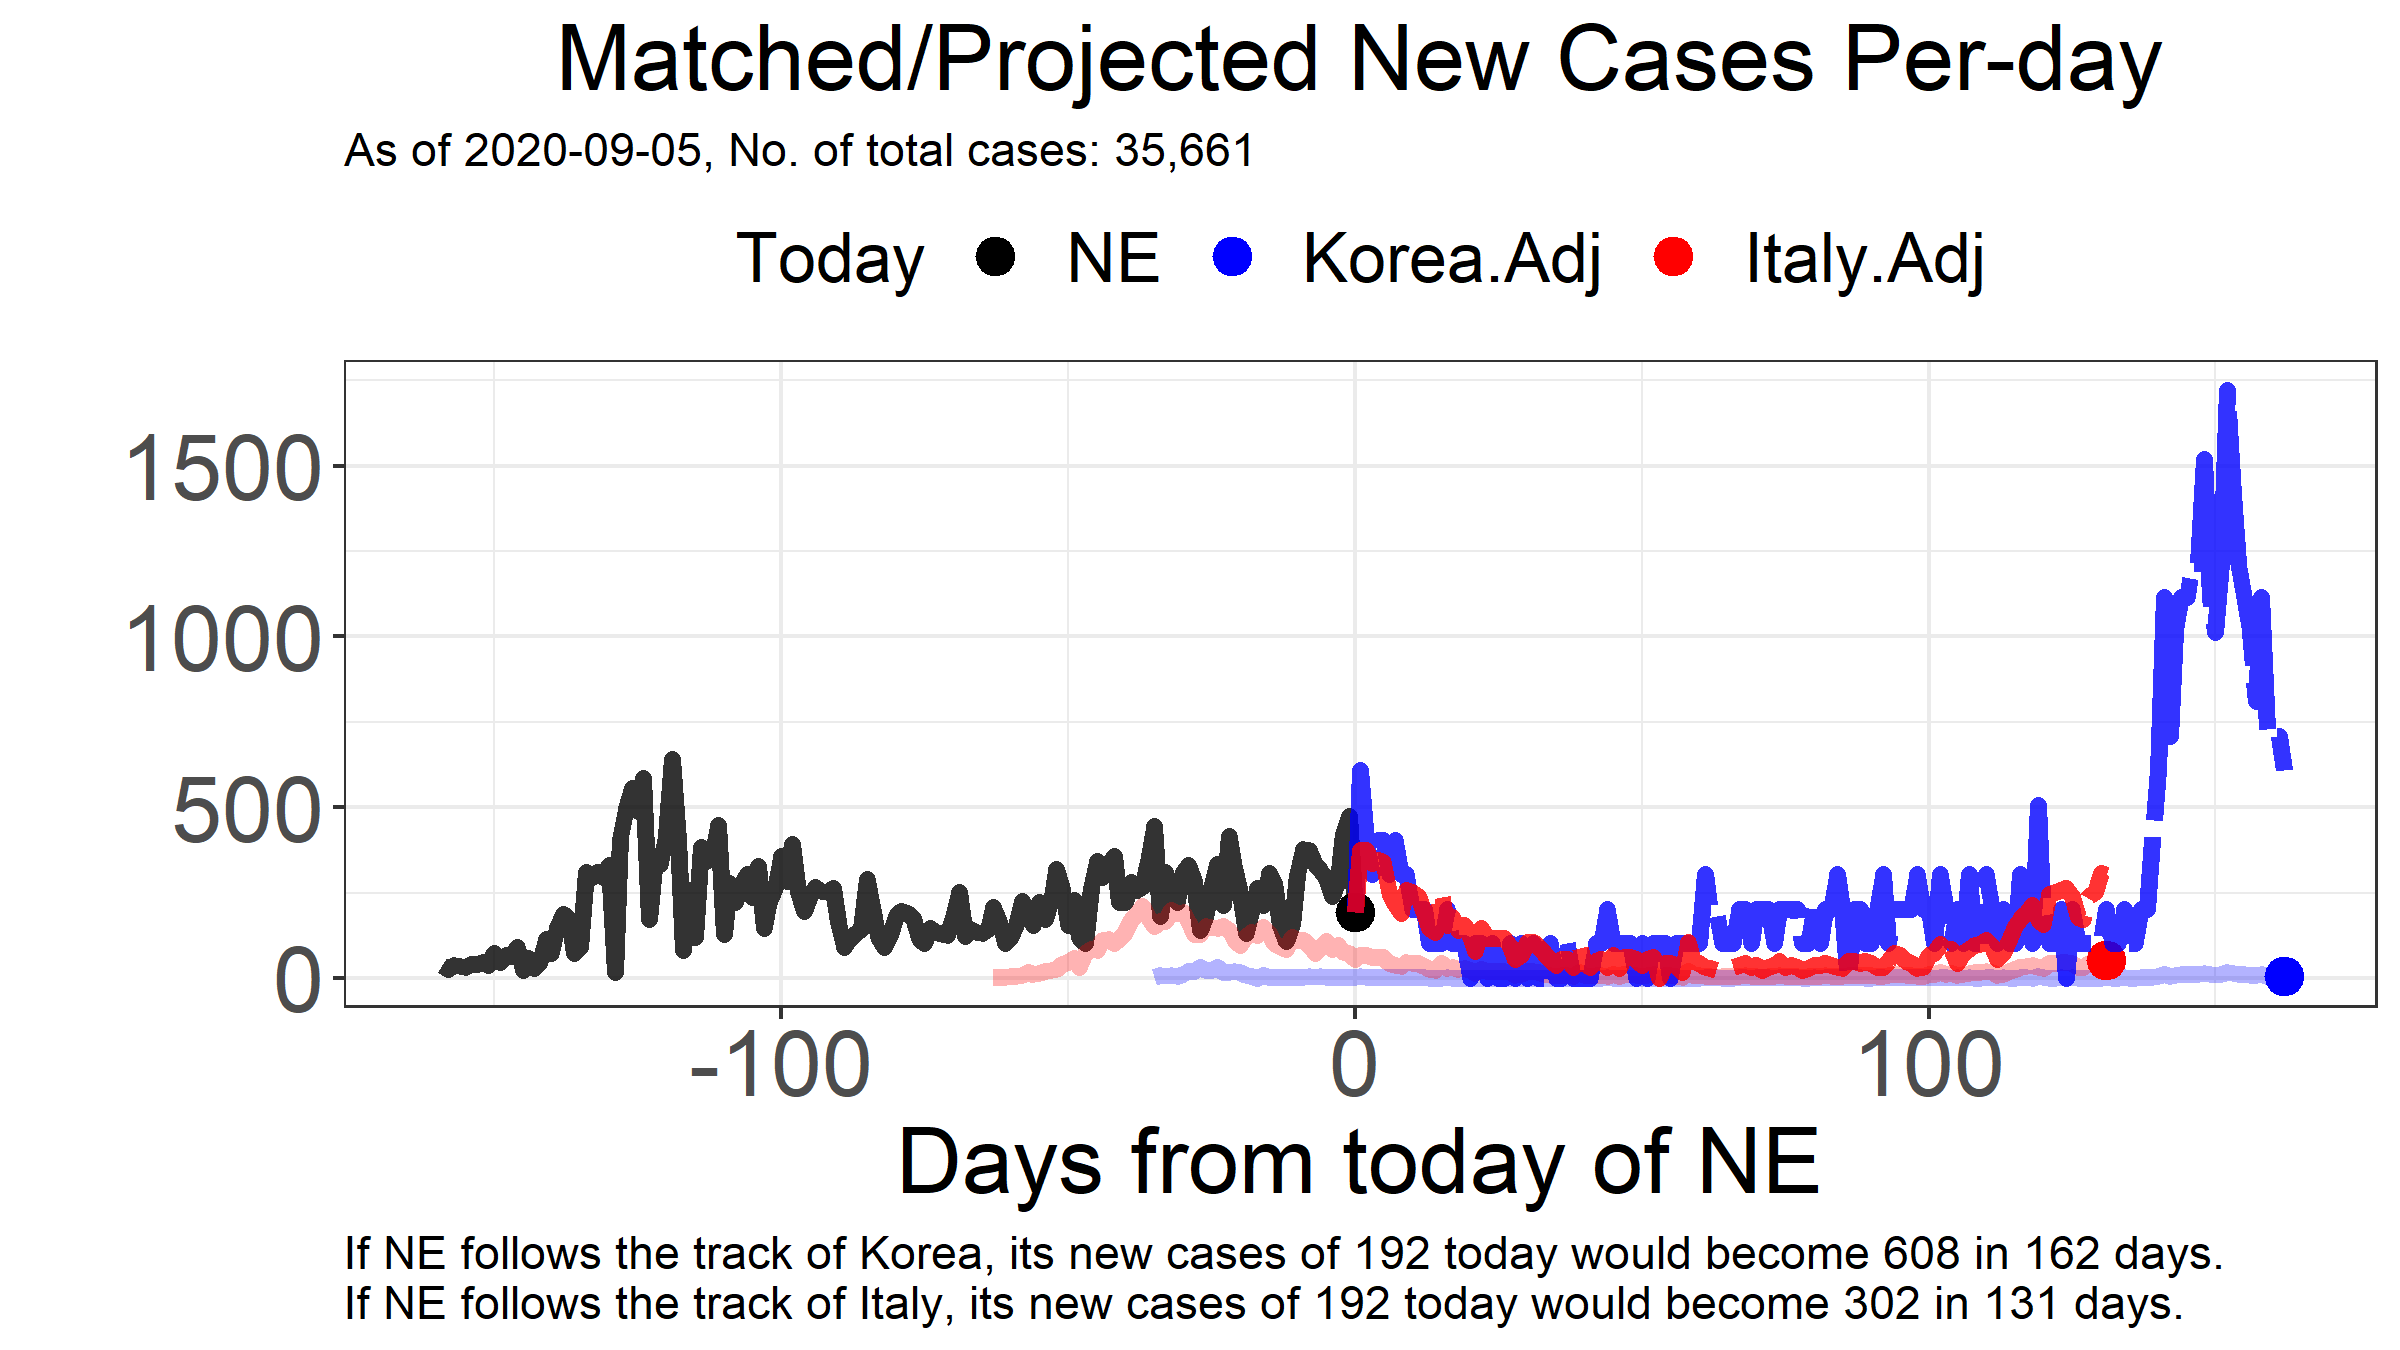 Matched/Projected New Cases Per-day
As of 2020-09-05, No. of total cases: 35,661
Today NE Korea.Adj Italy.Adj
1500
1000
500
0
-100 0 100
Days from today of NE
If NE follows the track of Korea, its new cases of 192 today would become 608 in 162 days.
If NE follows the track of Italy, its new cases of 192 today would become 302 in 131 days.